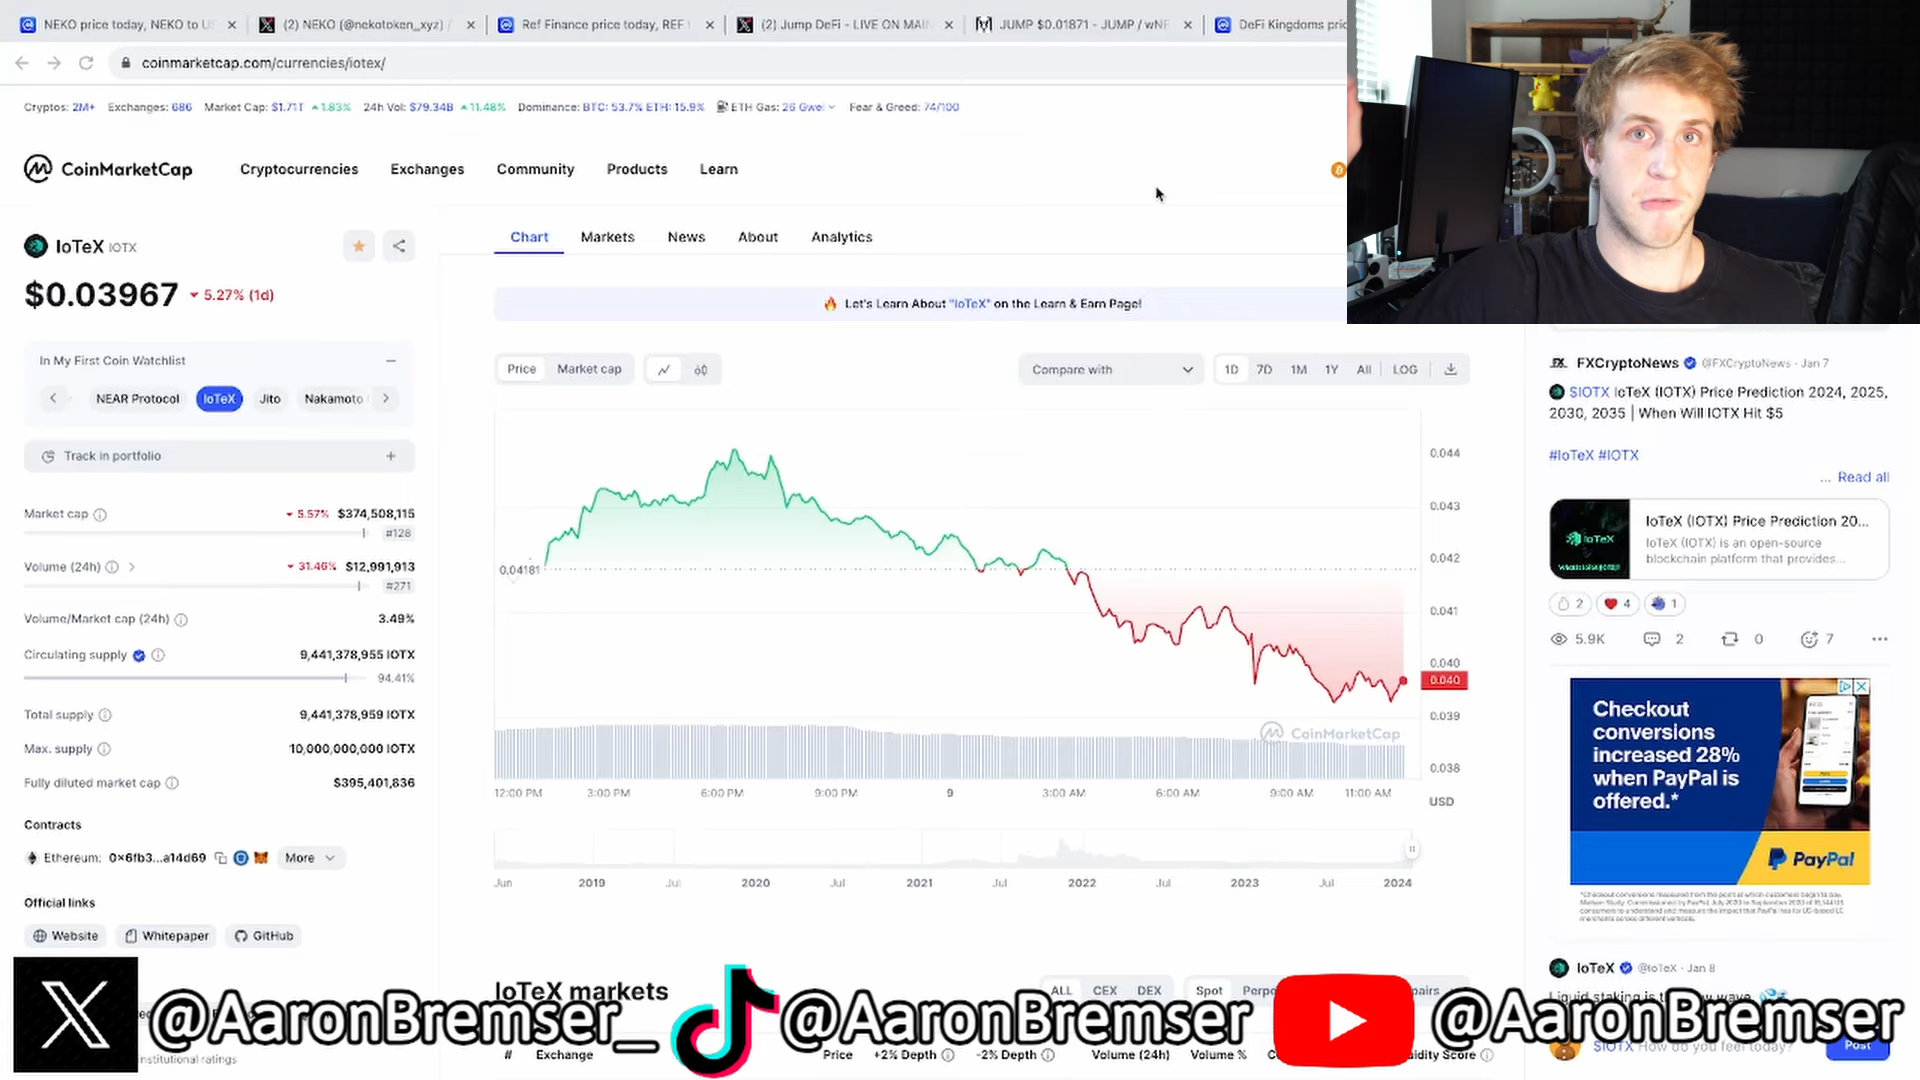 NEKO price today, NEKO to U
(2) NEKO (@nekotoken_xyz) /
Ref Finance price today, REF
(2) Jump DeFi - LIVE ON MAIN
JUMP $0.01871 - JUMP / wNE
DeFi Kingdoms pric
coinmarketcap.com/currencies/iotex/
Cryptos: 2M+ Exchanges: 686 Market Cap: $1.71T 1.83% 24h Vol: $79.34B 11.48% Dominance: BTC: 53.7% ETH: 15.9% ETH Gas: 26 Gwei Fear & Greed: 74/100
CoinMarketCap
Cryptocurrencies
Exchanges
Community
Products
Learn
IoTeX IOTX
$0.03967 5.27% (1d)
In My First Coin Watchlist
NEAR Protocol
IoTeX
Jito
Nakamoto
Track in portfolio
Market cap 5.57% $374,508,115
#128
Volume (24h) 31.46% $12,991,913
#271
Volume/Market cap (24h) 3.49%
Circulating supply 9,441,378,955 IOTX
94.41%
Total supply 9,441,378,959 IOTX
Max. supply 10,000,000,000 IOTX
Fully diluted market cap $395,401,836
Contracts
Ethereum: 0x6fb3...a14d69
More
Official links
Website
Whitepaper
GitHub
Chart
Markets
News
About
Analytics
Let's Learn About "IoTeX" on the Learn & Earn Page!
Price
Market cap
Compare with
1D 7D 1M 1Y All LOG
0.044
0.043
0.042
0.04181
0.041
0.040
0.040
0.039
CoinMarketCap
0.038
12:00 PM 3:00 PM 6:00 PM 9:00 PM 9 3:00 AM 6:00 AM 9:00 AM 11:00 AM
USD
Jun 2019 Jul 2020 Jul 2021 Jul 2022 Jul 2023 Jul 2024
FXCryptoNews @FXCryptoNews · Jan 7
$IOTX IoTeX (IOTX) Price Prediction 2024, 2025,
2030, 2035 | When Will IOTX Hit $5
#IoTeX #IOTX
... Read all
IoTeX
IoTeX (IOTX) Price Prediction 20...
IoTeX (IOTX) is an open-source
blockchain platform that provides...
2 4 1
5.9K 2 0 7
Checkout
conversions
increased 28%
when PayPal is
offered.*
PayPal
IoTeX @IoTeX · Jan 8
Liquid staking is
$IOTX How do you feel today?
Post
IoTeX markets
ALL CEX DEX
Spot
@AaronBremser_
@AaronBremser
@AaronBremser
institutional ratings
# Exchange Price +2% Depth -2% Depth Volume (24h) Volume %